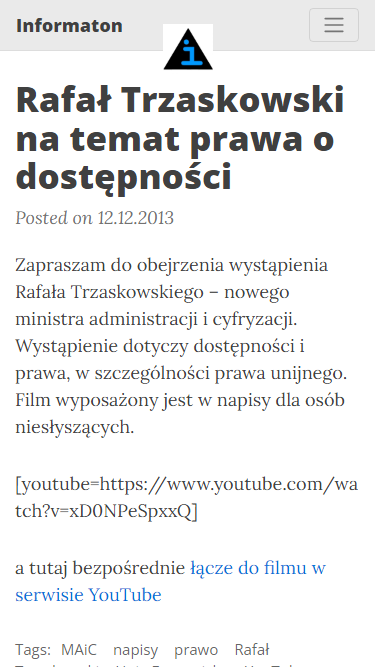 Informaton
Rafał Trzaskowski
na temat prawa o
dostępności
Posted on 12.12.2013
Zapraszam do obejrzenia wystąpienia
Rafała Trzaskowskiego – nowego
ministra administracji i cyfryzacji.
Wystąpienie dotyczy dostępności i
prawa, w szczególności prawa unijnego.
Film wyposażony jest w napisy dla osób
niesłyszących.
[youtube=https://www.youtube.com/wa
tch?v=xD0NPeSpxxQ]
a tutaj bezpośrednie łącze do filmu w
serwisie YouTube
Tags: MAiC napisy prawo Rafał